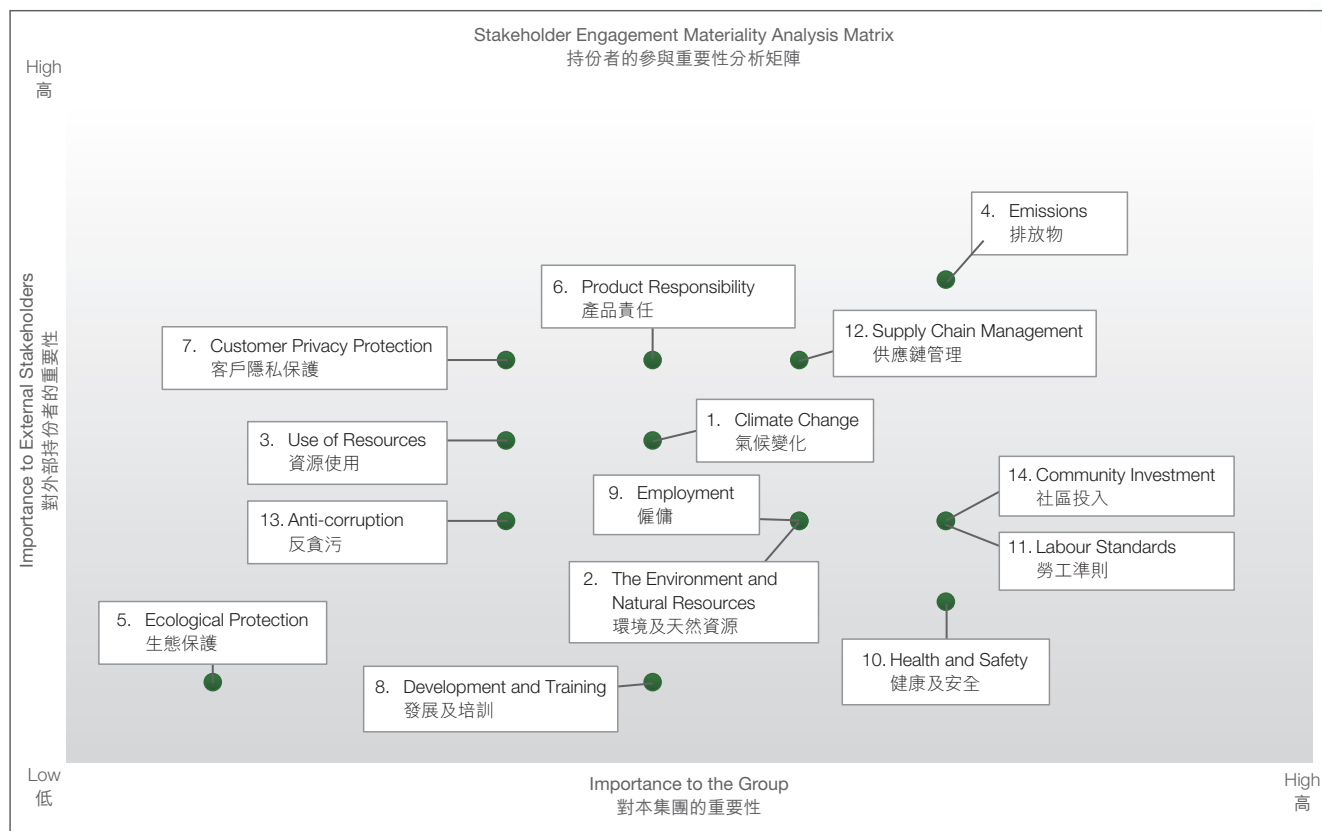 Stakeholder Engagement Materiality Analysis Matrix
持份者的參與重要性分析矩陣
High
高
Importance to External Stakeholders
對外部持份者的重要性
4. Emissions
排放物
6. Product Responsibility
產品責任
7. Customer Privacy Protection
客戶隱私保護
12. Supply Chain Management
供應鏈管理
3. Use of Resources
資源使用
1. Climate Change
氣候變化
14. Community Investment
社區投入
9. Employment
僱傭
13. Anti-corruption
反貪污
11. Labour Standards
勞工準則
2. The Environment and
Natural Resources
環境及天然資源
5. Ecological Protection
生態保護
10. Health and Safety
健康及安全
8. Development and Training
發展及培訓
Low
低
Importance to the Group
對本集團的重要性
High
高